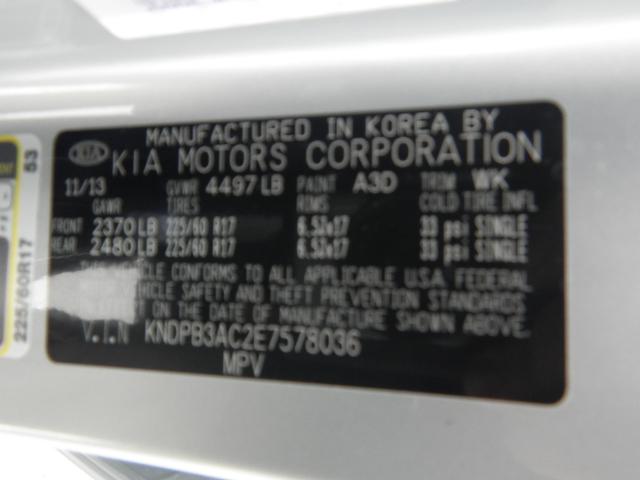 MANUFACTURED IN KOREA BY
KIA KIA MOTORS CORPORATION
11/13 GVWR 4497 LB PAINT A3D TRIM WK
GAWR TIRES RIMS COLD TIRE INFL
FRONT 2370 LB 225/60 R17 6.5Jx17 33 psi SINGLE
REAR 2480 LB 225/60 R17 6.5Jx17 33 psi SINGLE
THIS VEHICLE CONFORMS TO ALL APPLICABLE U.S.A. FEDERAL
MOTOR VEHICLE SAFETY AND THEFT PREVENTION STANDARDS
IN EFFECT ON THE DATE OF MANUFACTURE SHOWN ABOVE.
V.I.N KNDPB3AC2E7578036
MPV
53
225/60R17